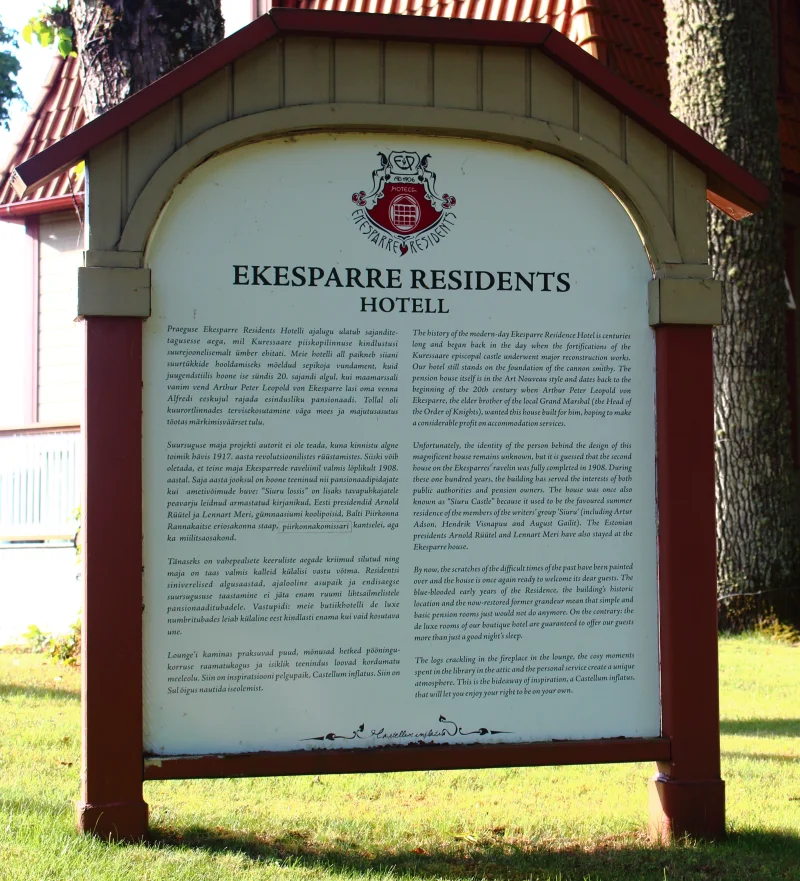 AD 1908
HOTELL
EKESPARRE RESIDENTS
EKESPARRE RESIDENTS
HOTELL
Praeguse Ekesparre Residents Hotelli ajalugu ulatub sajandite-
tagusesse aega, mil Kuressaare piiskopilinnuse kindlustusi
suurejoonelisemalt ümber ehitati. Meie hotelli all paikneb siiani
suurtükkide hooldamiseks mõeldud sepikoja vundament, kuid
juugendstiilis hoone ise sündis 20. sajandi algul, kui maamarssali
vanim vend Arthur Peter Leopold von Ekesparre lasi oma venna
Alfredi eeskujul rajada esindusliku pansionaadi. Tollal oli
kuurortlinnades tervisekosutamine väga moes ja majutusasutus
tõotas märkimisväärset tulu.
Suursuguse maja projekti autorit ei ole teada, kuna kinnistu algne
toimik hävis 1917. aasta revolutsioonilistes rüüstamistes. Siiski võib
oletada, et teine maja Ekesparrede raveliinil valmis lõplikult 1908.
aastal. Saja aasta jooksul on hoone teeninud nii pansionaadipidajate
kui ametivõimude huve: "Siuru lossis" on lisaks tavapuhkajatele
peavarju leidnud armastatud kirjanikud, Eesti presidendid Arnold
Rüütel ja Lennart Meri, gümnaasiumi koolipoisid, Balti Piirkonna
Rannakaitse eriosakonna staap, piirkonnakomissari kantselei, aga
ka miilitsaosakond.
Tänaseks on vahepealsete keeruliste aegade kriimud silutud ning
maja on taas valmis kalleid külalisi vastu võtma. Residentsi
siniverelised algusaastad, ajalooline asupaik ja endisaegse
suursugususe taastamine ei jäta enam ruumi lihtsailmelistele
pansionaaditubadele. Vastupidi: meie butiikhotelli de luxe
numbritubades leiab külaline eest kindlasti enama kui vaid kosutava
une.
Lounge'i kaminas praksuvad puud, mõnusad hetked pööningu-
korruse raamatukogus ja isiklik teenindus loovad kordumatu
meeleolu. Siin on inspiratsiooni pelgupaik, Castellum inflatus. Siin on
Sul õigus nautida iseolemist.
The history of the modern-day Ekesparre Residence Hotel is centuries
long and began back in the day when the fortifications of the
Kuressaare episcopal castle underwent major reconstruction works.
Our hotel still stands on the foundation of the cannon smithy. The
pension house itself is in the Art Nouveau style and dates back to the
beginning of the 20th century when Arthur Peter Leopold von
Ekesparre, the elder brother of the local Grand Marshal (the Head of
the Order of Knights), wanted this house built for him, hoping to make
a considerable profit on accommodation services.
Unfortunately, the identity of the person behind the design of this
magnificent house remains unknown, but it is guessed that the second
house on the Ekesparres' ravelin was fully completed in 1908. During
these one hundred years, the building has served the interests of both
public authorities and pension owners. The house was once also
known as "Siuru Castle" because it used to be the favoured summer
residence of the members of the writers' group 'Siuru' (including Artur
Adson, Hendrik Visnapuu and August Gailit). The Estonian
presidents Arnold Rüütel and Lennart Meri have also stayed at the
Ekesparre house.
By now, the scratches of the difficult times of the past have been painted
over and the house is once again ready to welcome its dear guests. The
blue-blooded early years of the Residence, the building's historic
location and the now-restored former grandeur mean that simple and
basic pension rooms just would not do anymore. On the contrary: the
de luxe rooms of our boutique hotel are guaranteed to offer our guests
more than just a good night's sleep.
The logs crackling in the fireplace in the lounge, the cosy moments
spent in the library in the attic and the personal service create a unique
atmosphere. This is the hideaway of inspiration, a Castellum inflatus,
that will let you enjoy your right to be on your own.
Castellum inflatus